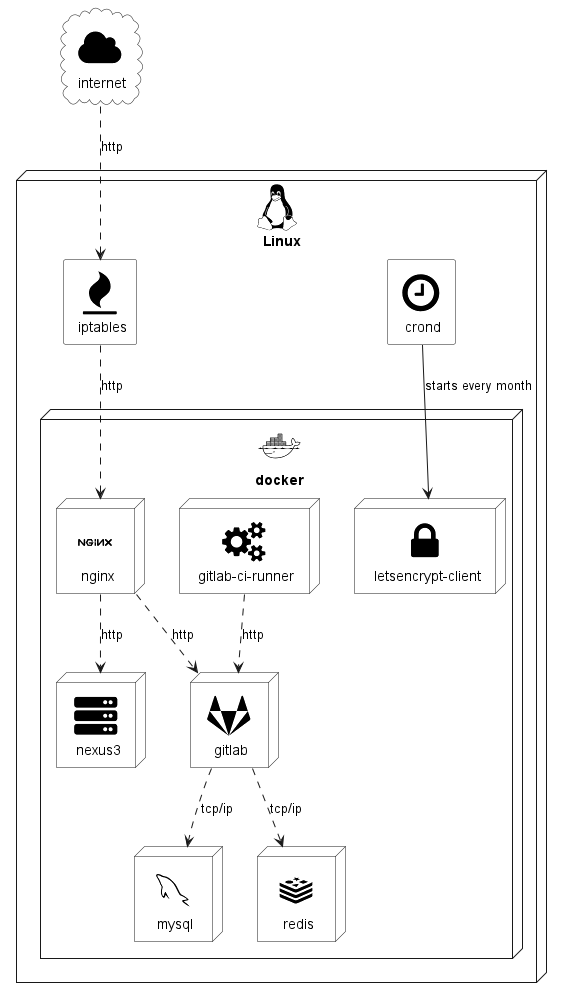 internet
http
Linux
iptables
crond
http
starts every month
docker
NGINX
nginx
gitlab-ci-runner
letsencrypt-client
http
http
http
nexus3
gitlab
tcp/ip
tcp/ip
mysql
redis